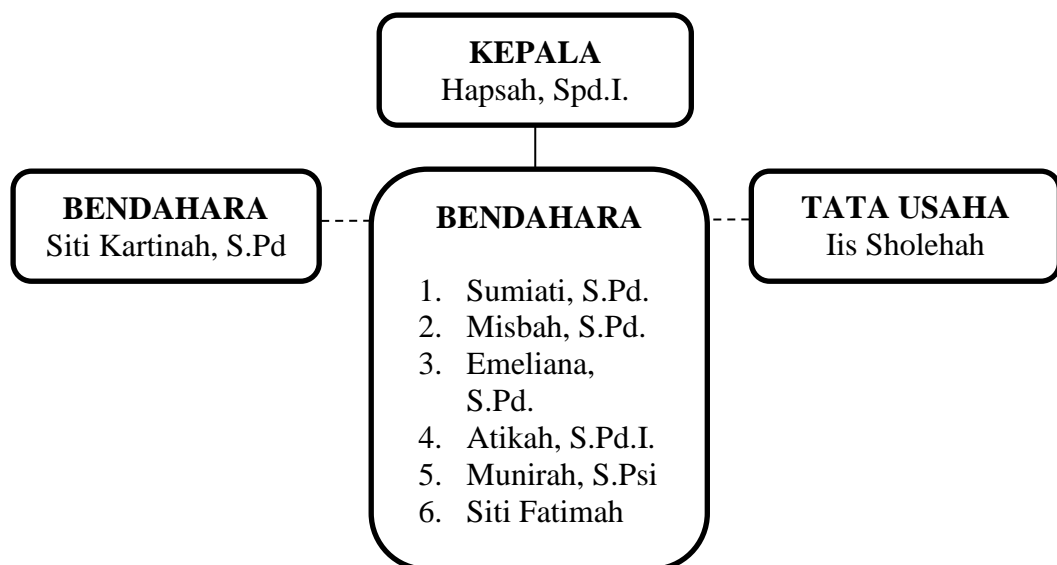 KEPALA
Hapsah, Spd.I.
BENDAHARA
Siti Kartinah, S.Pd
BENDAHARA
1. Sumiati, S.Pd.
2. Misbah, S.Pd.
3. Emeliana,
S.Pd.
4. Atikah, S.Pd.I.
5. Munirah, S.Psi
6. Siti Fatimah
TATA USAHA
Iis Sholehah